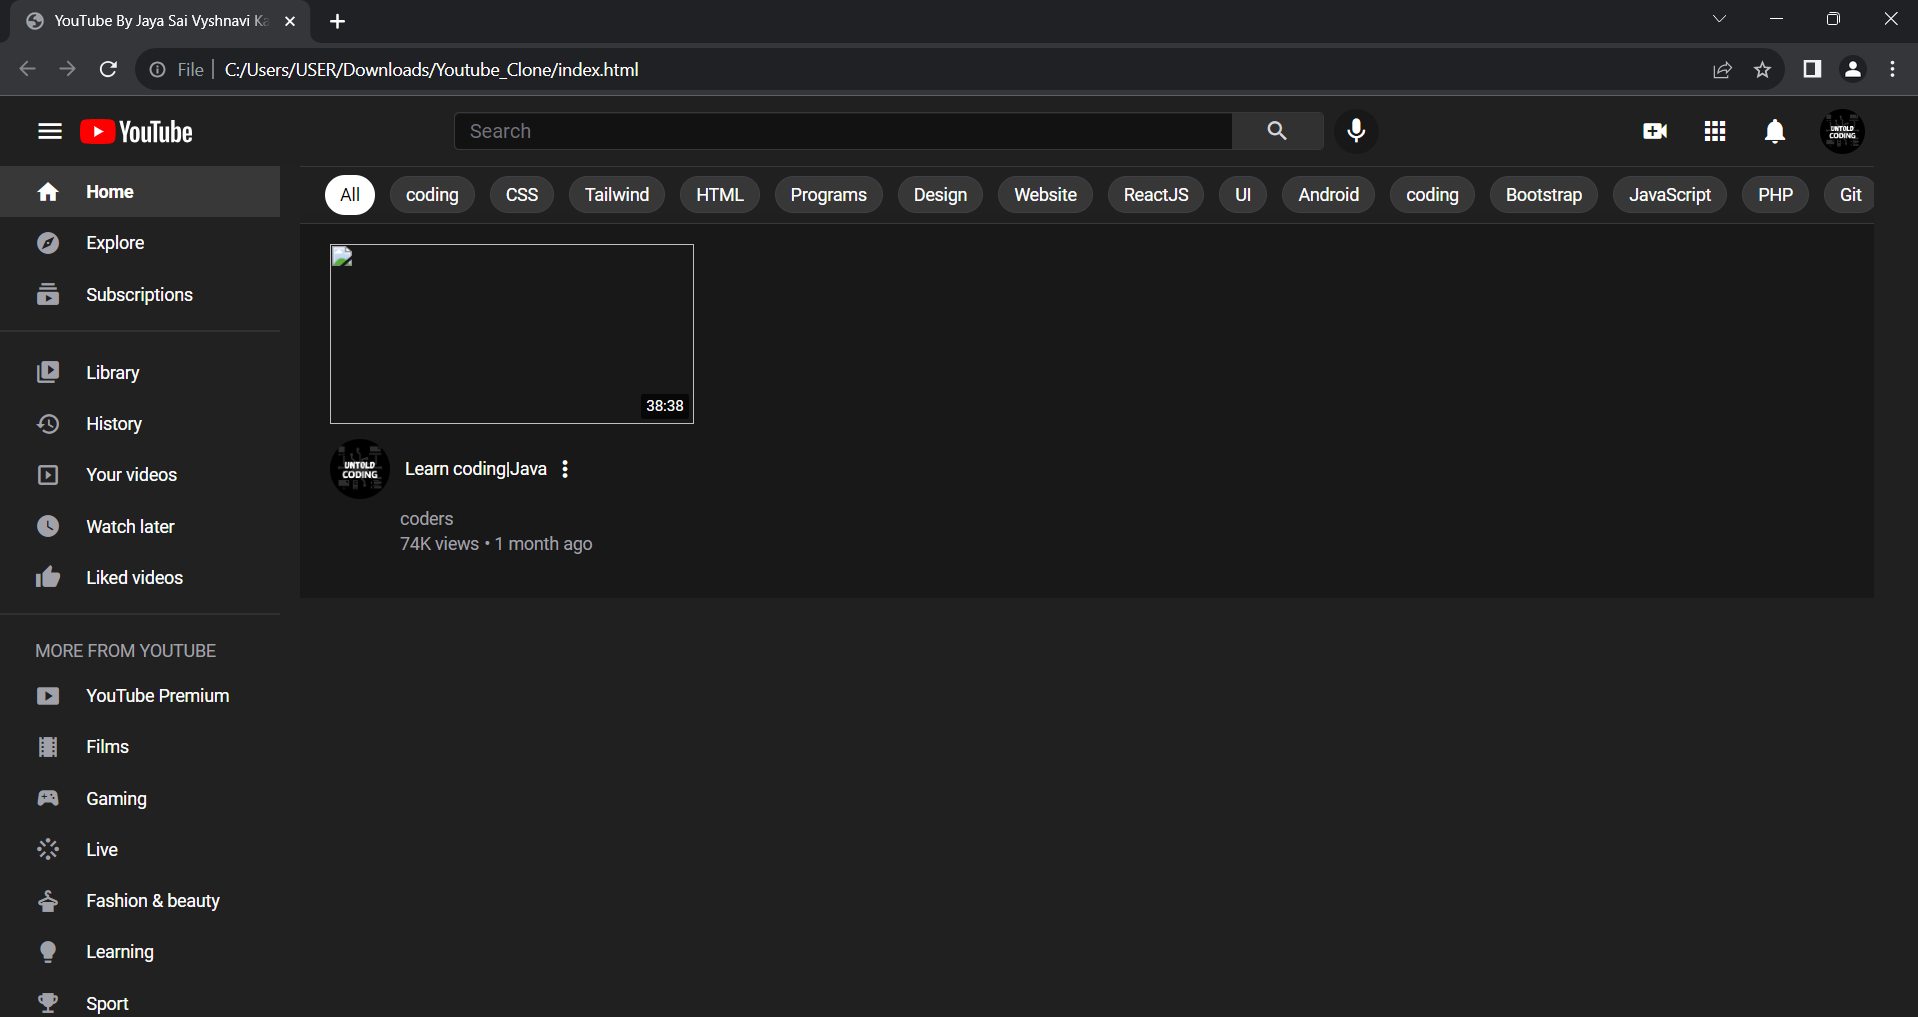 YouTube By Jaya Sai Vyshnavi Ka
File C:/Users/USER/Downloads/Youtube_Clone/index.html
YouTube
Search
UNTOLD
CODING
Home
All coding CSS Tailwind HTML Programs Design Website ReactJS UI Android coding Bootstrap JavaScript PHP Git
Explore
Subscriptions
38:38
Library
History
Your videos
Watch later
Liked videos
UNTOLD
CODING
Learn coding|Java
coders
74K views • 1 month ago
MORE FROM YOUTUBE
YouTube Premium
Films
Gaming
Live
Fashion & beauty
Learning
Sport